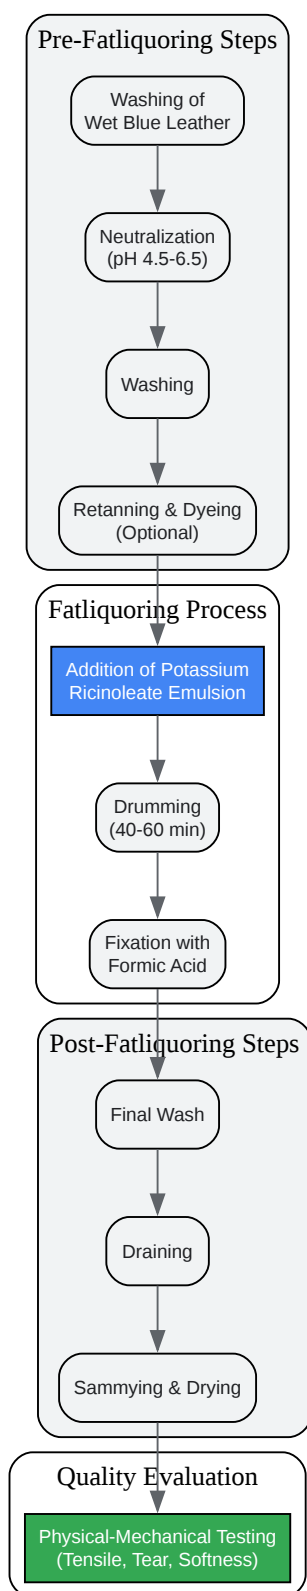 Pre-Fatliquoring Steps
Washing of
Wet Blue Leather
Neutralization
(pH 4.5-6.5)
Washing
Retanning & Dyeing
(Optional)
Fatliquoring Process
Addition of Potassium
Ricinoleate Emulsion
Drumming
(40-60 min)
Fixation with
Formic Acid
Post-Fatliquoring Steps
Final Wash
Draining
Sammying & Drying
Quality Evaluation
Physical-Mechanical Testing
(Tensile, Tear, Softness)